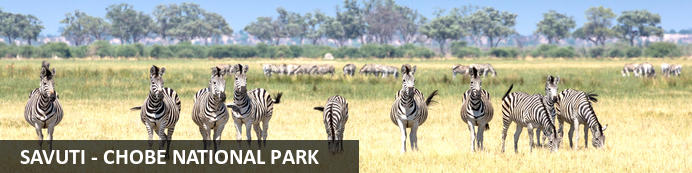 SAVUTI - CHOBE NATIONAL PARK